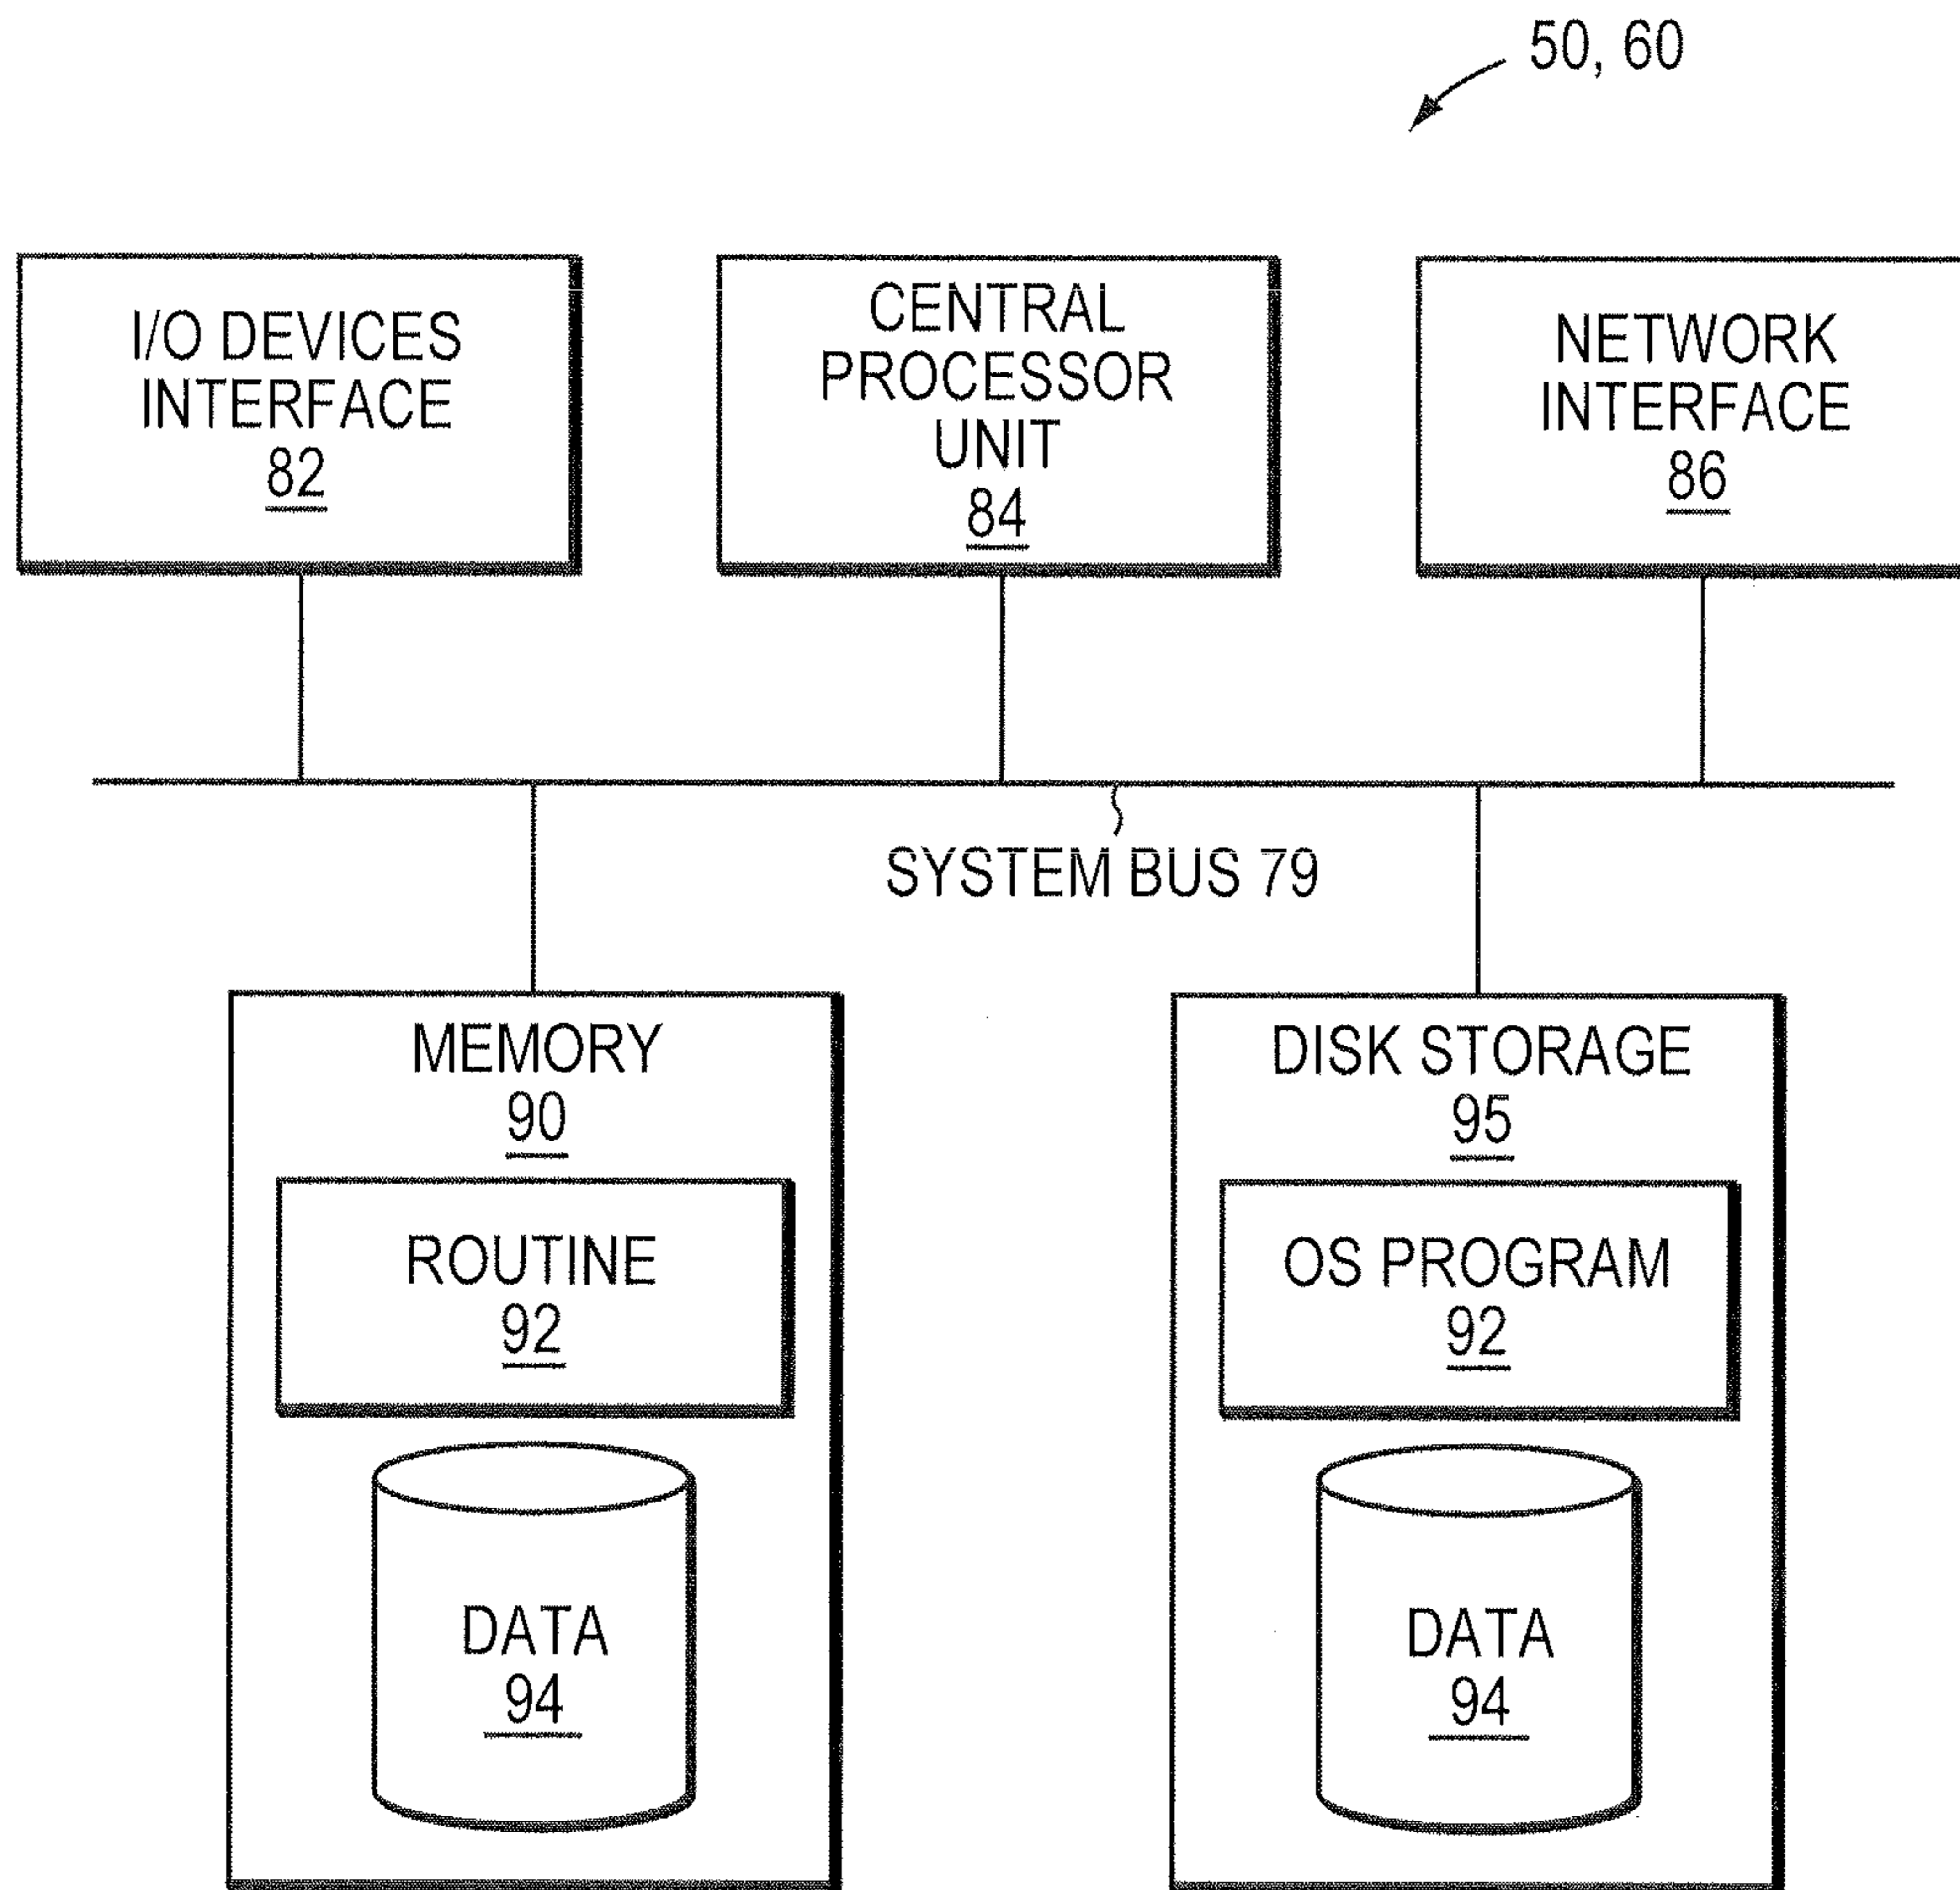 50, 60
I/O DEVICES
INTERFACE
82
CENTRAL
PROCESSOR
UNIT
84
NETWORK
INTERFACE
86
SYSTEM BUS 79
MEMORY
90
ROUTINE
92
DATA
94
DISK STORAGE
95
OS PROGRAM
92
DATA
94